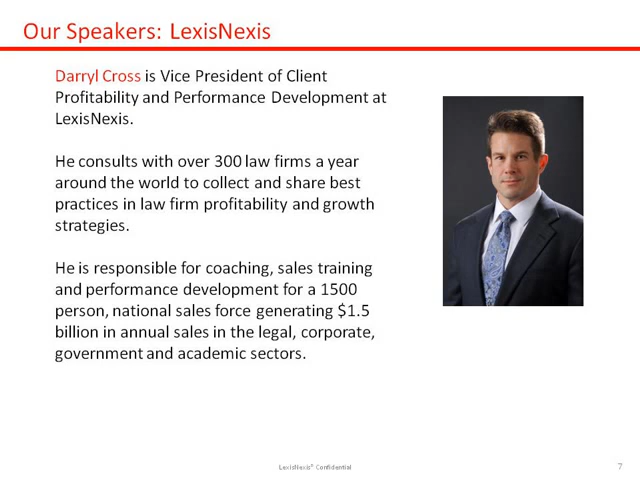 Our Speakers: LexisNexis
Darryl Cross is Vice President of Client
Profitability and Performance Development at
LexisNexis.
He consults with over 300 law firms a year
around the world to collect and share best
practices in law firm profitability and growth
strategies.
He is responsible for coaching, sales training
and performance development for a 1500
person, national sales force generating $1.5
billion in annual sales in the legal, corporate,
government and academic sectors.
LexisNexis® Confidential
7